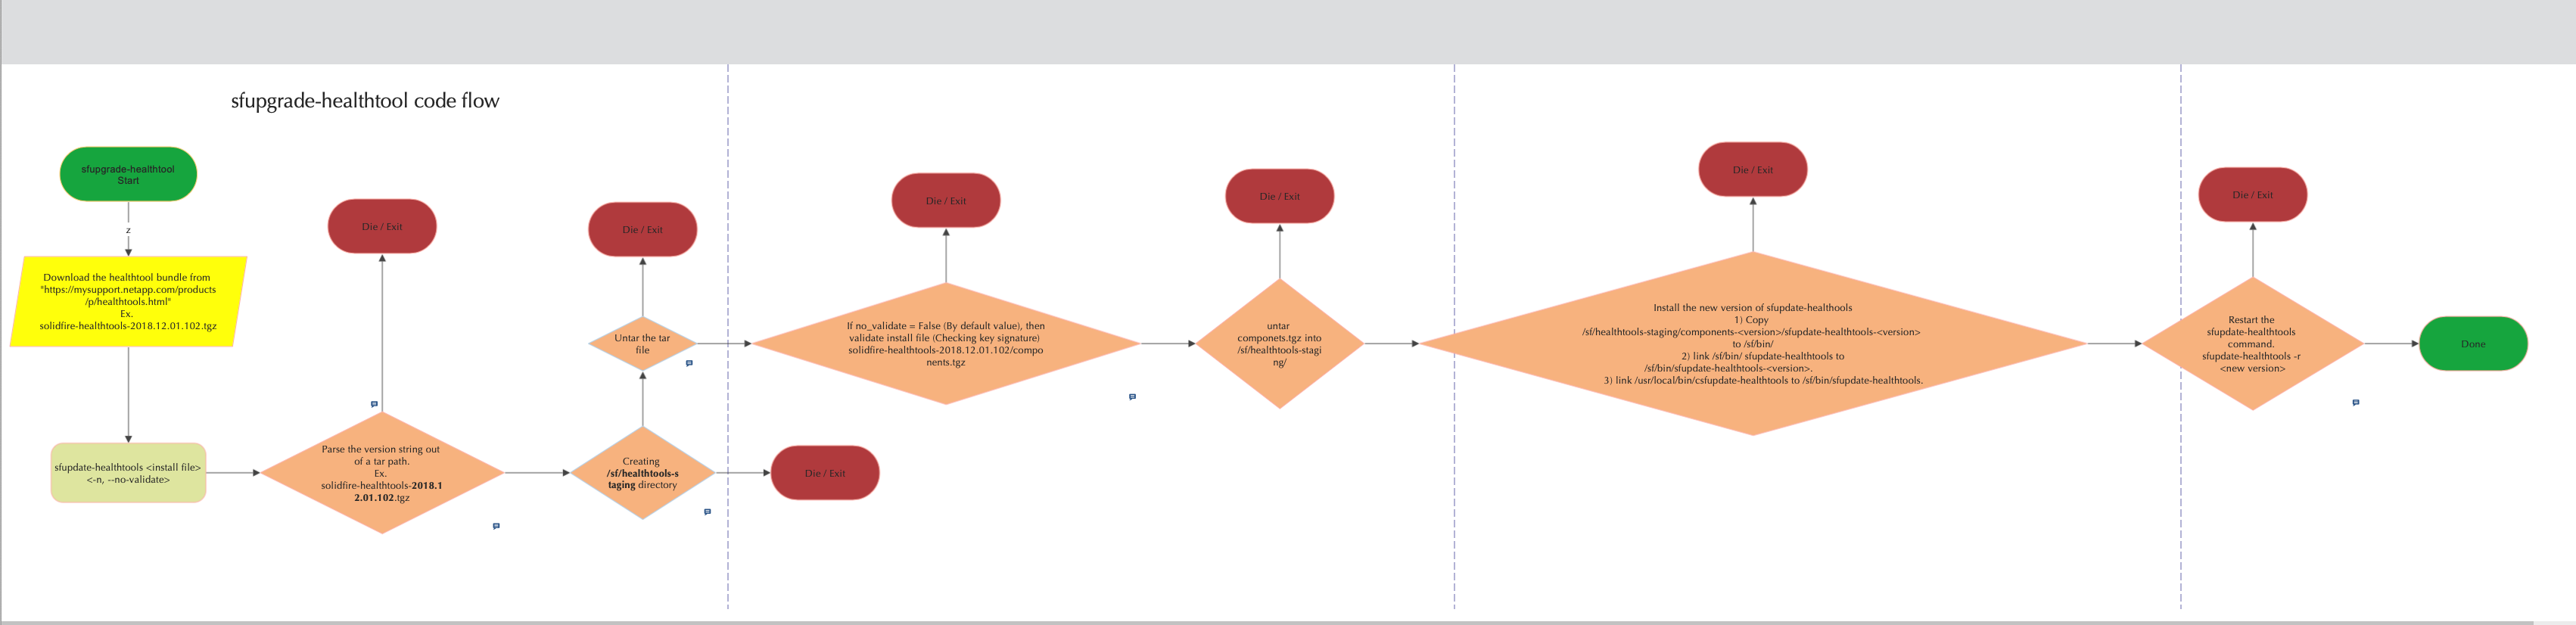 sfupgrade-healthtool code flow
sfupgrade-healthtool
Start
z
Download the healthtool bundle from
"https://mysupport.netapp.com/products
/p/healthtools.html"
Ex.
solidfire-healthtools-2018.12.01.102.tgz
sfupdate-healthtools <install file>
<-n, --no-validate>
Die / Exit
Parse the version string out
of a tar path.
Ex.
solidfire-healthtools-2018.1
2.01.102.tgz
Die / Exit
Untar the tar
file
Creating
/sf/healthtools-s
taging directory
Die / Exit
Die / Exit
If no_validate = False (By default value), then
validate install file (Checking key signature)
solidfire-healthtools-2018.12.01.102/compo
nents.tgz
Die / Exit
untar
componets.tgz into
/sf/healthtools-stagi
ng/
Die / Exit
Install the new version of sfupdate-healthools
1) Copy
/sf/healthtools-staging/components-<version>/sfupdate-healthtools-<version>
to /sf/bin/
2) link /sf/bin/ sfupdate-healthtools to
/sf/bin/sfupdate-healthtools-<version>.
3) link /usr/local/bin/csfupdate-healthtools to /sf/bin/sfupdate-healthtools.
Die / Exit
Restart the
sfupdate-healthtools
command.
sfupdate-healthtools -r
<new version>
Done